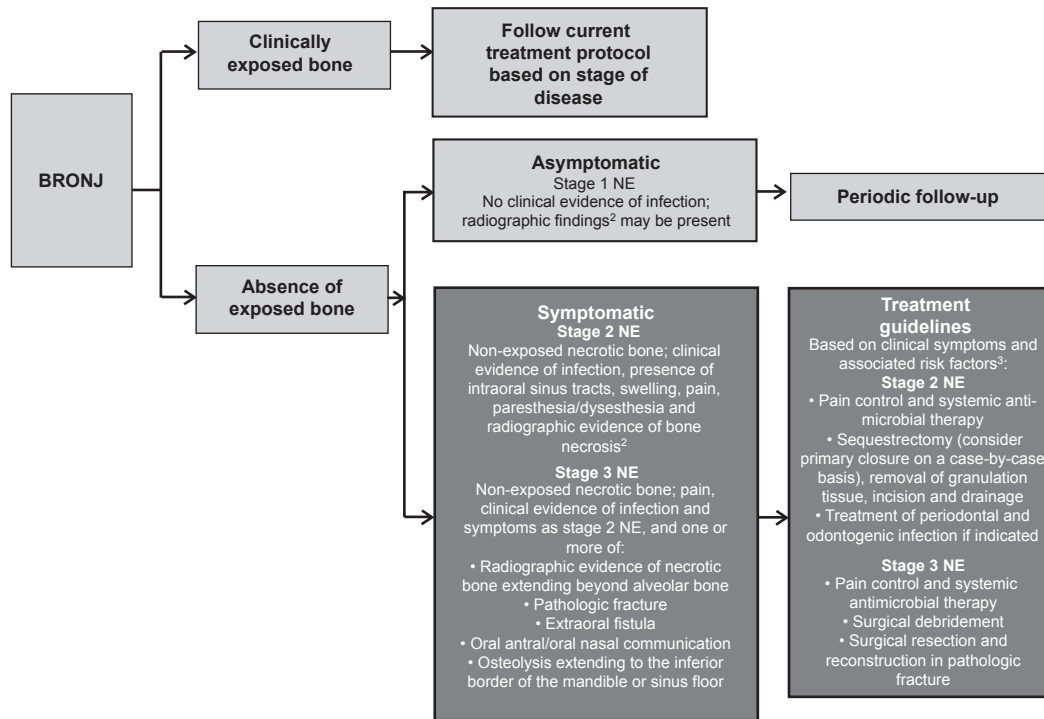 Clinically
exposed bone
Follow current
treatment protocol
based on stage of
disease
BRONJ
Asymptomatic
Stage 1 NE
No clinical evidence of infection;
radiographic findings² may be present
Periodic follow-up
Absence of
exposed bone
Symptomatic
Stage 2 NE
Non-exposed necrotic bone; clinical
evidence of infection, presence of
intraoral sinus tracts, swelling, pain,
paresthesia/dysesthesia and
radiographic evidence of bone
necrosis²
Stage 3 NE
Non-exposed necrotic bone; pain,
clinical evidence of infection and
symptoms as stage 2 NE, and one or
more of:
• Radiographic evidence of necrotic
bone extending beyond alveolar bone
• Pathologic fracture
• Extraoral fistula
• Oral antral/oral nasal communication
• Osteolysis extending to the inferior
border of the mandible or sinus floor
Treatment
guidelines
Based on clinical symptoms and
associated risk factors³:
Stage 2 NE
• Pain control and systemic anti-
microbial therapy
• Sequestrectomy (consider
primary closure on a case-by-case
basis), removal of granulation
tissue, incision and drainage
• Treatment of periodontal and
odontogenic infection if indicated
Stage 3 NE
• Pain control and systemic
antimicrobial therapy
• Surgical debridement
• Surgical resection and
reconstruction in pathologic
fracture